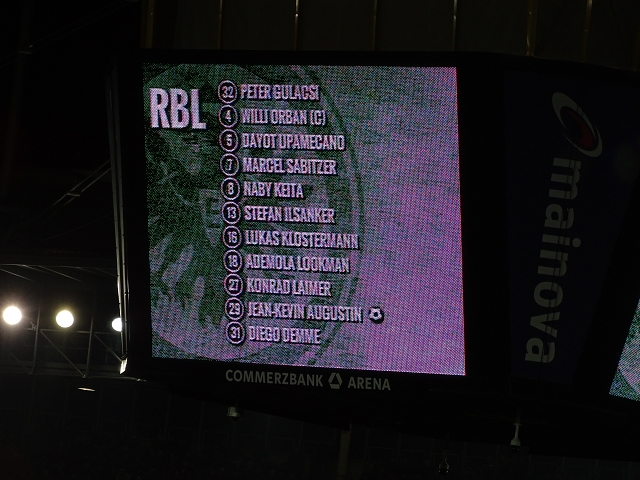 RBL
32 PETER GULACSI
4 WILLI ORBAN (C)
5 DAYOT UPAMECANO
7 MARCEL SABITZER
8 NABY KEITA
13 STEFAN ILSANKER
16 LUKAS KLOSTERMANN
18 ADEMOLA LOOKMAN
27 KONRAD LAIMER
29 JEAN-KEVIN AUGUSTIN
31 DIEGO DEMME
COMMERZBANK ARENA
mainova